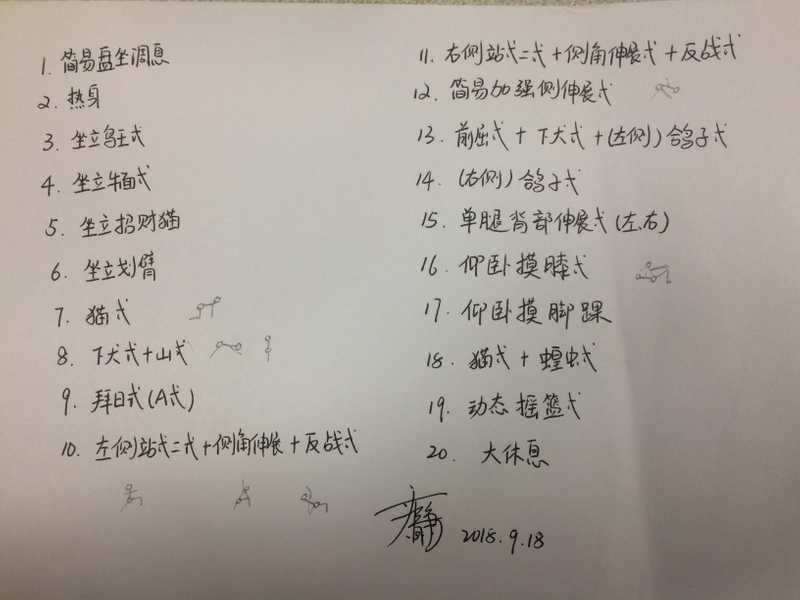 1. 简易盘坐调息
2. 热身
3. 坐立鸟王式
4. 坐立牛面式
5. 坐立招财猫
6. 坐立划臂
7. 猫式
8. 下犬式+山式
9. 拜日式(A式)
10. 左侧站式二式+侧角伸展+反战式
11. 右侧站式二式+侧角伸展式+反战式
12. 简易加强侧伸展式
13. 前屈式+下犬式+(左侧)鸽子式
14. (右侧)鸽子式
15. 单腿背部伸展式(左.右)
16. 仰卧摸膝式
17. 仰卧摸脚踝
18. 猫式+蝗虫式
19. 动态摇篮式
20. 大休息
静 2018.9.18